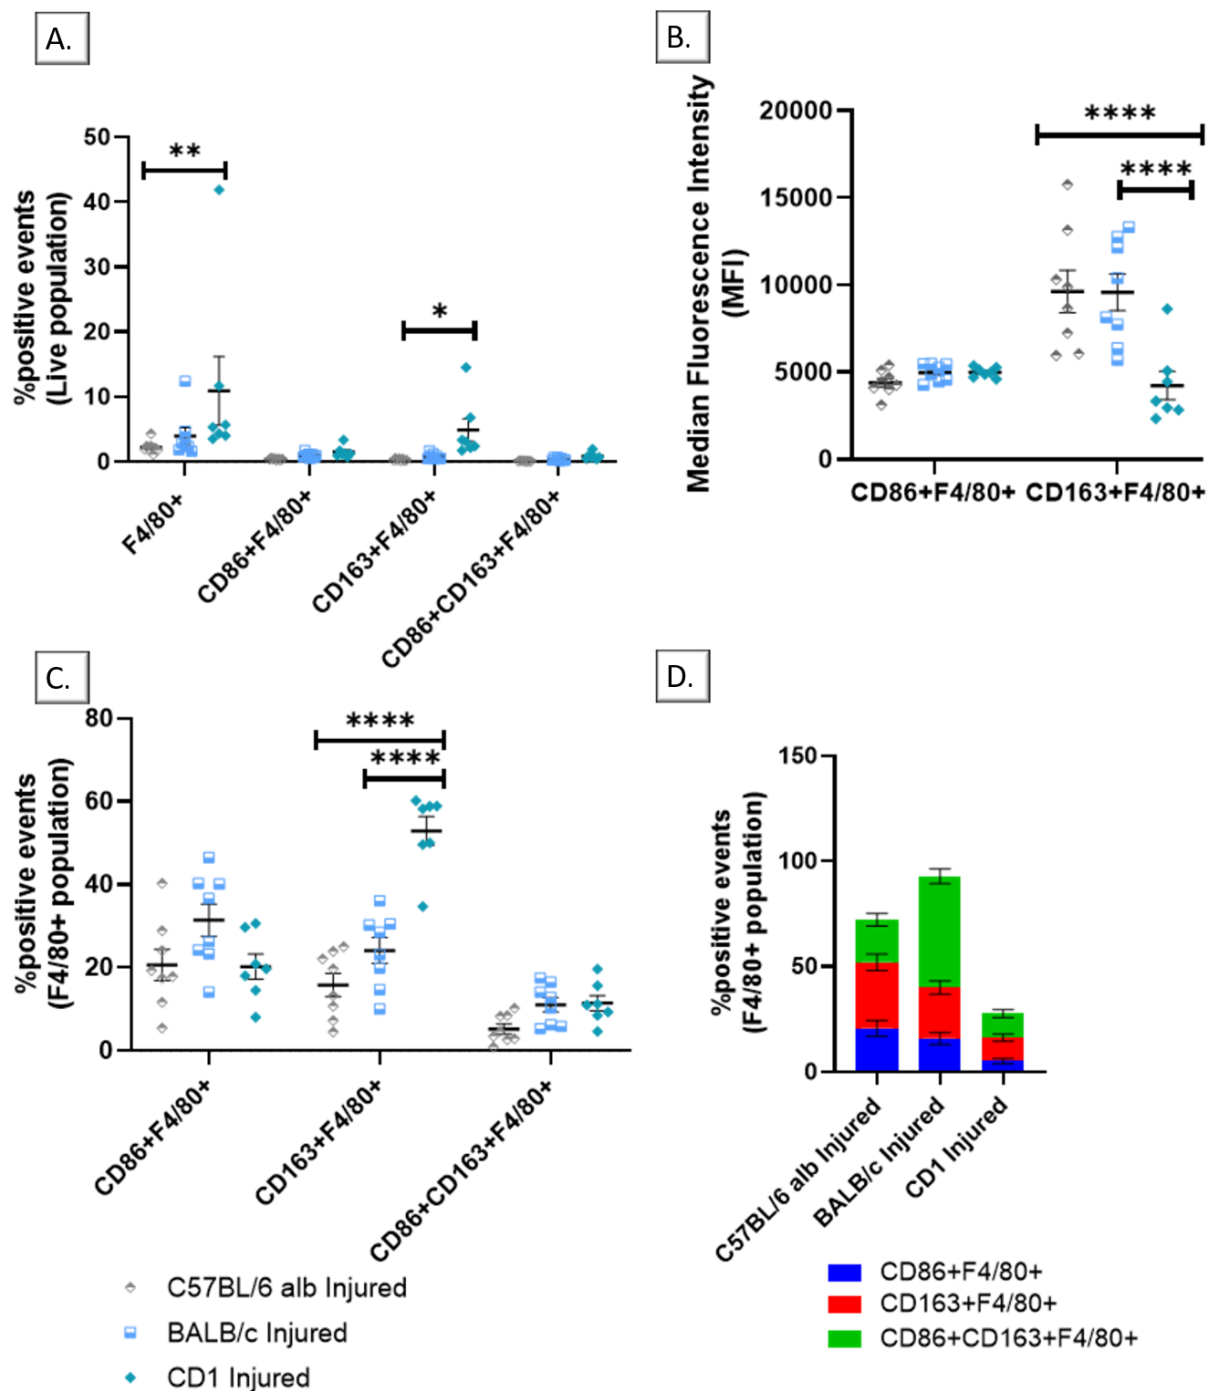 A.
%positive events
(Live population)
50
40
30
20
10
0
**
*
F4/80+
CD86+F4/80+
CD163+F4/80+
CD86+CD163+F4/80+
B.
Median Fluorescence Intensity
(MFI)
20000
15000
10000
5000
0
****
****
CD86+F4/80+
CD163+F4/80+
C.
%positive events
(F4/80+ population)
80
60
40
20
0
****
****
CD86+F4/80+
CD163+F4/80+
CD86+CD163+F4/80+
C57BL/6 alb Injured
BALB/c Injured
CD1 Injured
D.
%positive events
(F4/80+ population)
150
100
50
0
C57BL/6 alb Injured
BALB/c Injured
CD1 Injured
CD86+F4/80+
CD163+F4/80+
CD86+CD163+F4/80+